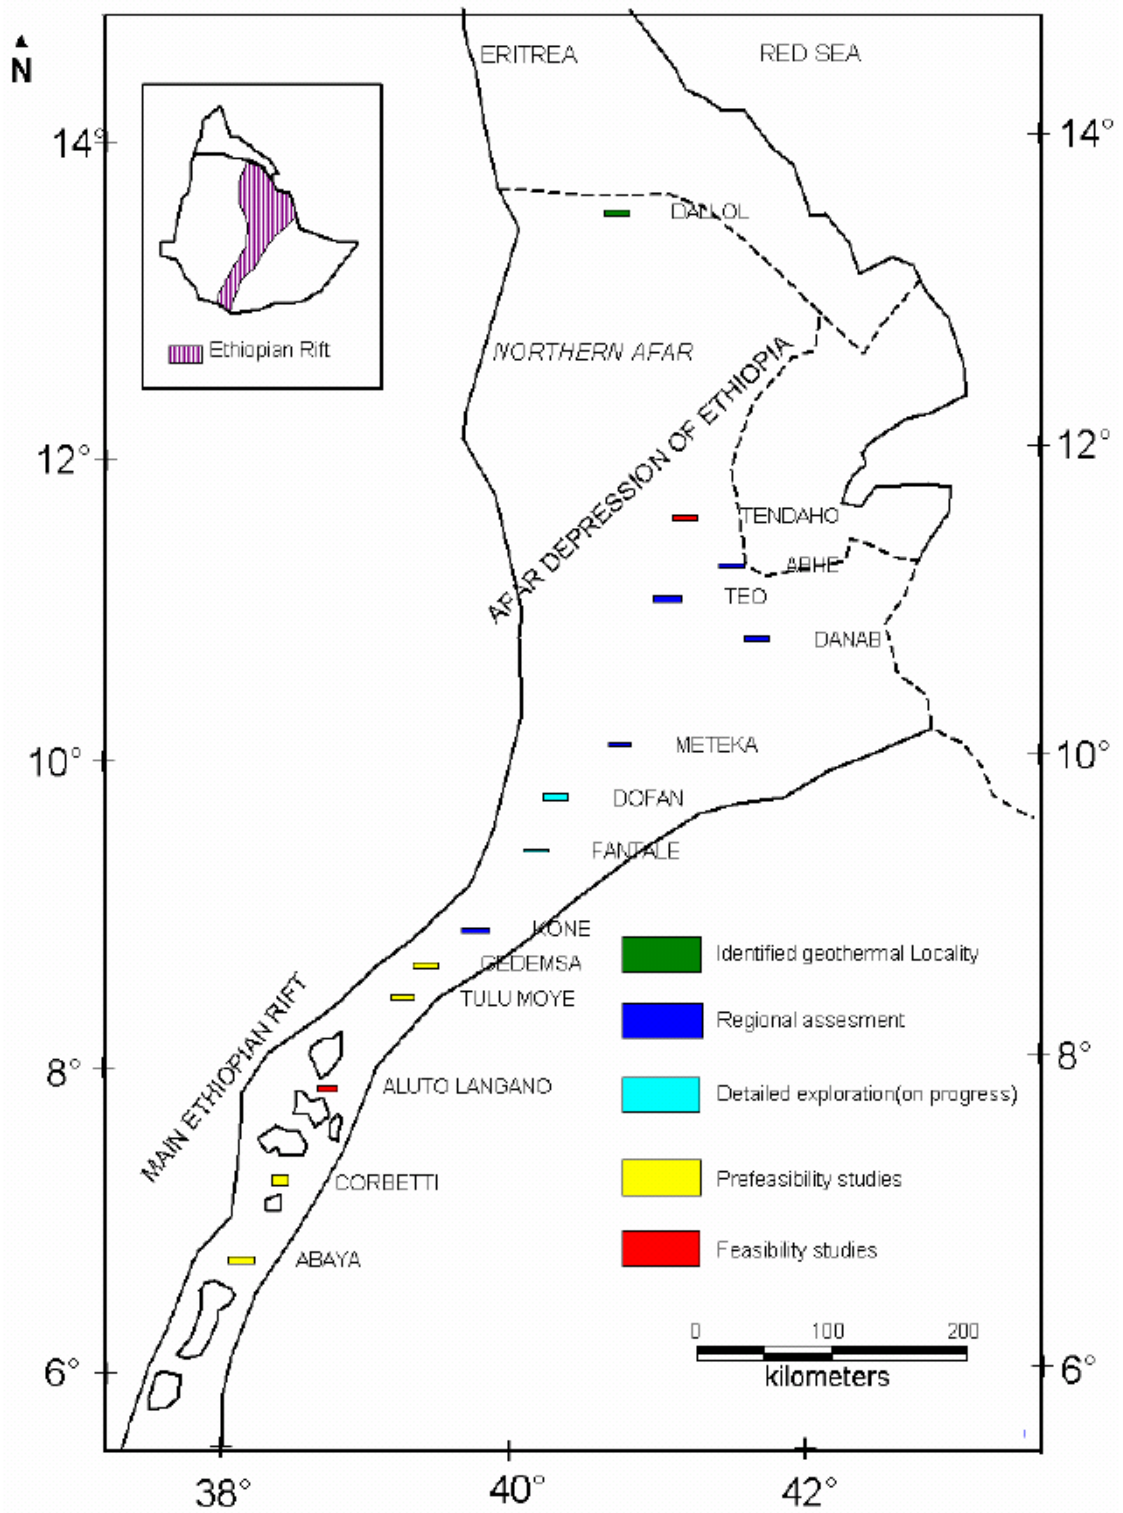 ERITREA
RED SEA
N
14°
14°
DALLOL
Ethiopian Rift
NORTHERN AFAR
AFAR DEPRESSION OF ETHIOPIA
12°
12°
TENDAHO
ABHE
TEO
DANAB
METEKA
10°
10°
DOFAN
FANTALE
KONE
GEDEMSA
TULU MOYE
MAIN ETHIOPIAN RIFT
8°
8°
ALUTO LANGANO
CORBETTI
ABAYA
Identified geothermal Locality
Regional assesment
Detailed exploration(on progress)
Prefeasibility studies
Feasibility studies
0 100 200
kilometers
6°
6°
38° 40° 42°